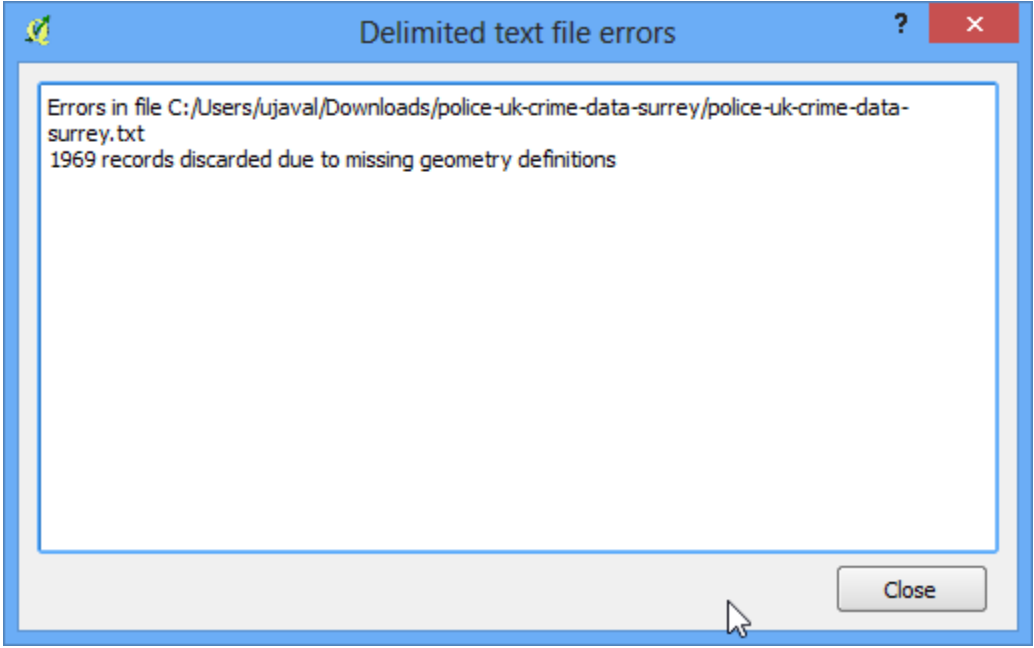 Delimited text file errors
?
×
Errors in file C:/Users/ujaval/Downloads/police-uk-crime-data-surrey/police-uk-crime-data-
surrey.txt
1969 records discarded due to missing geometry definitions
Close